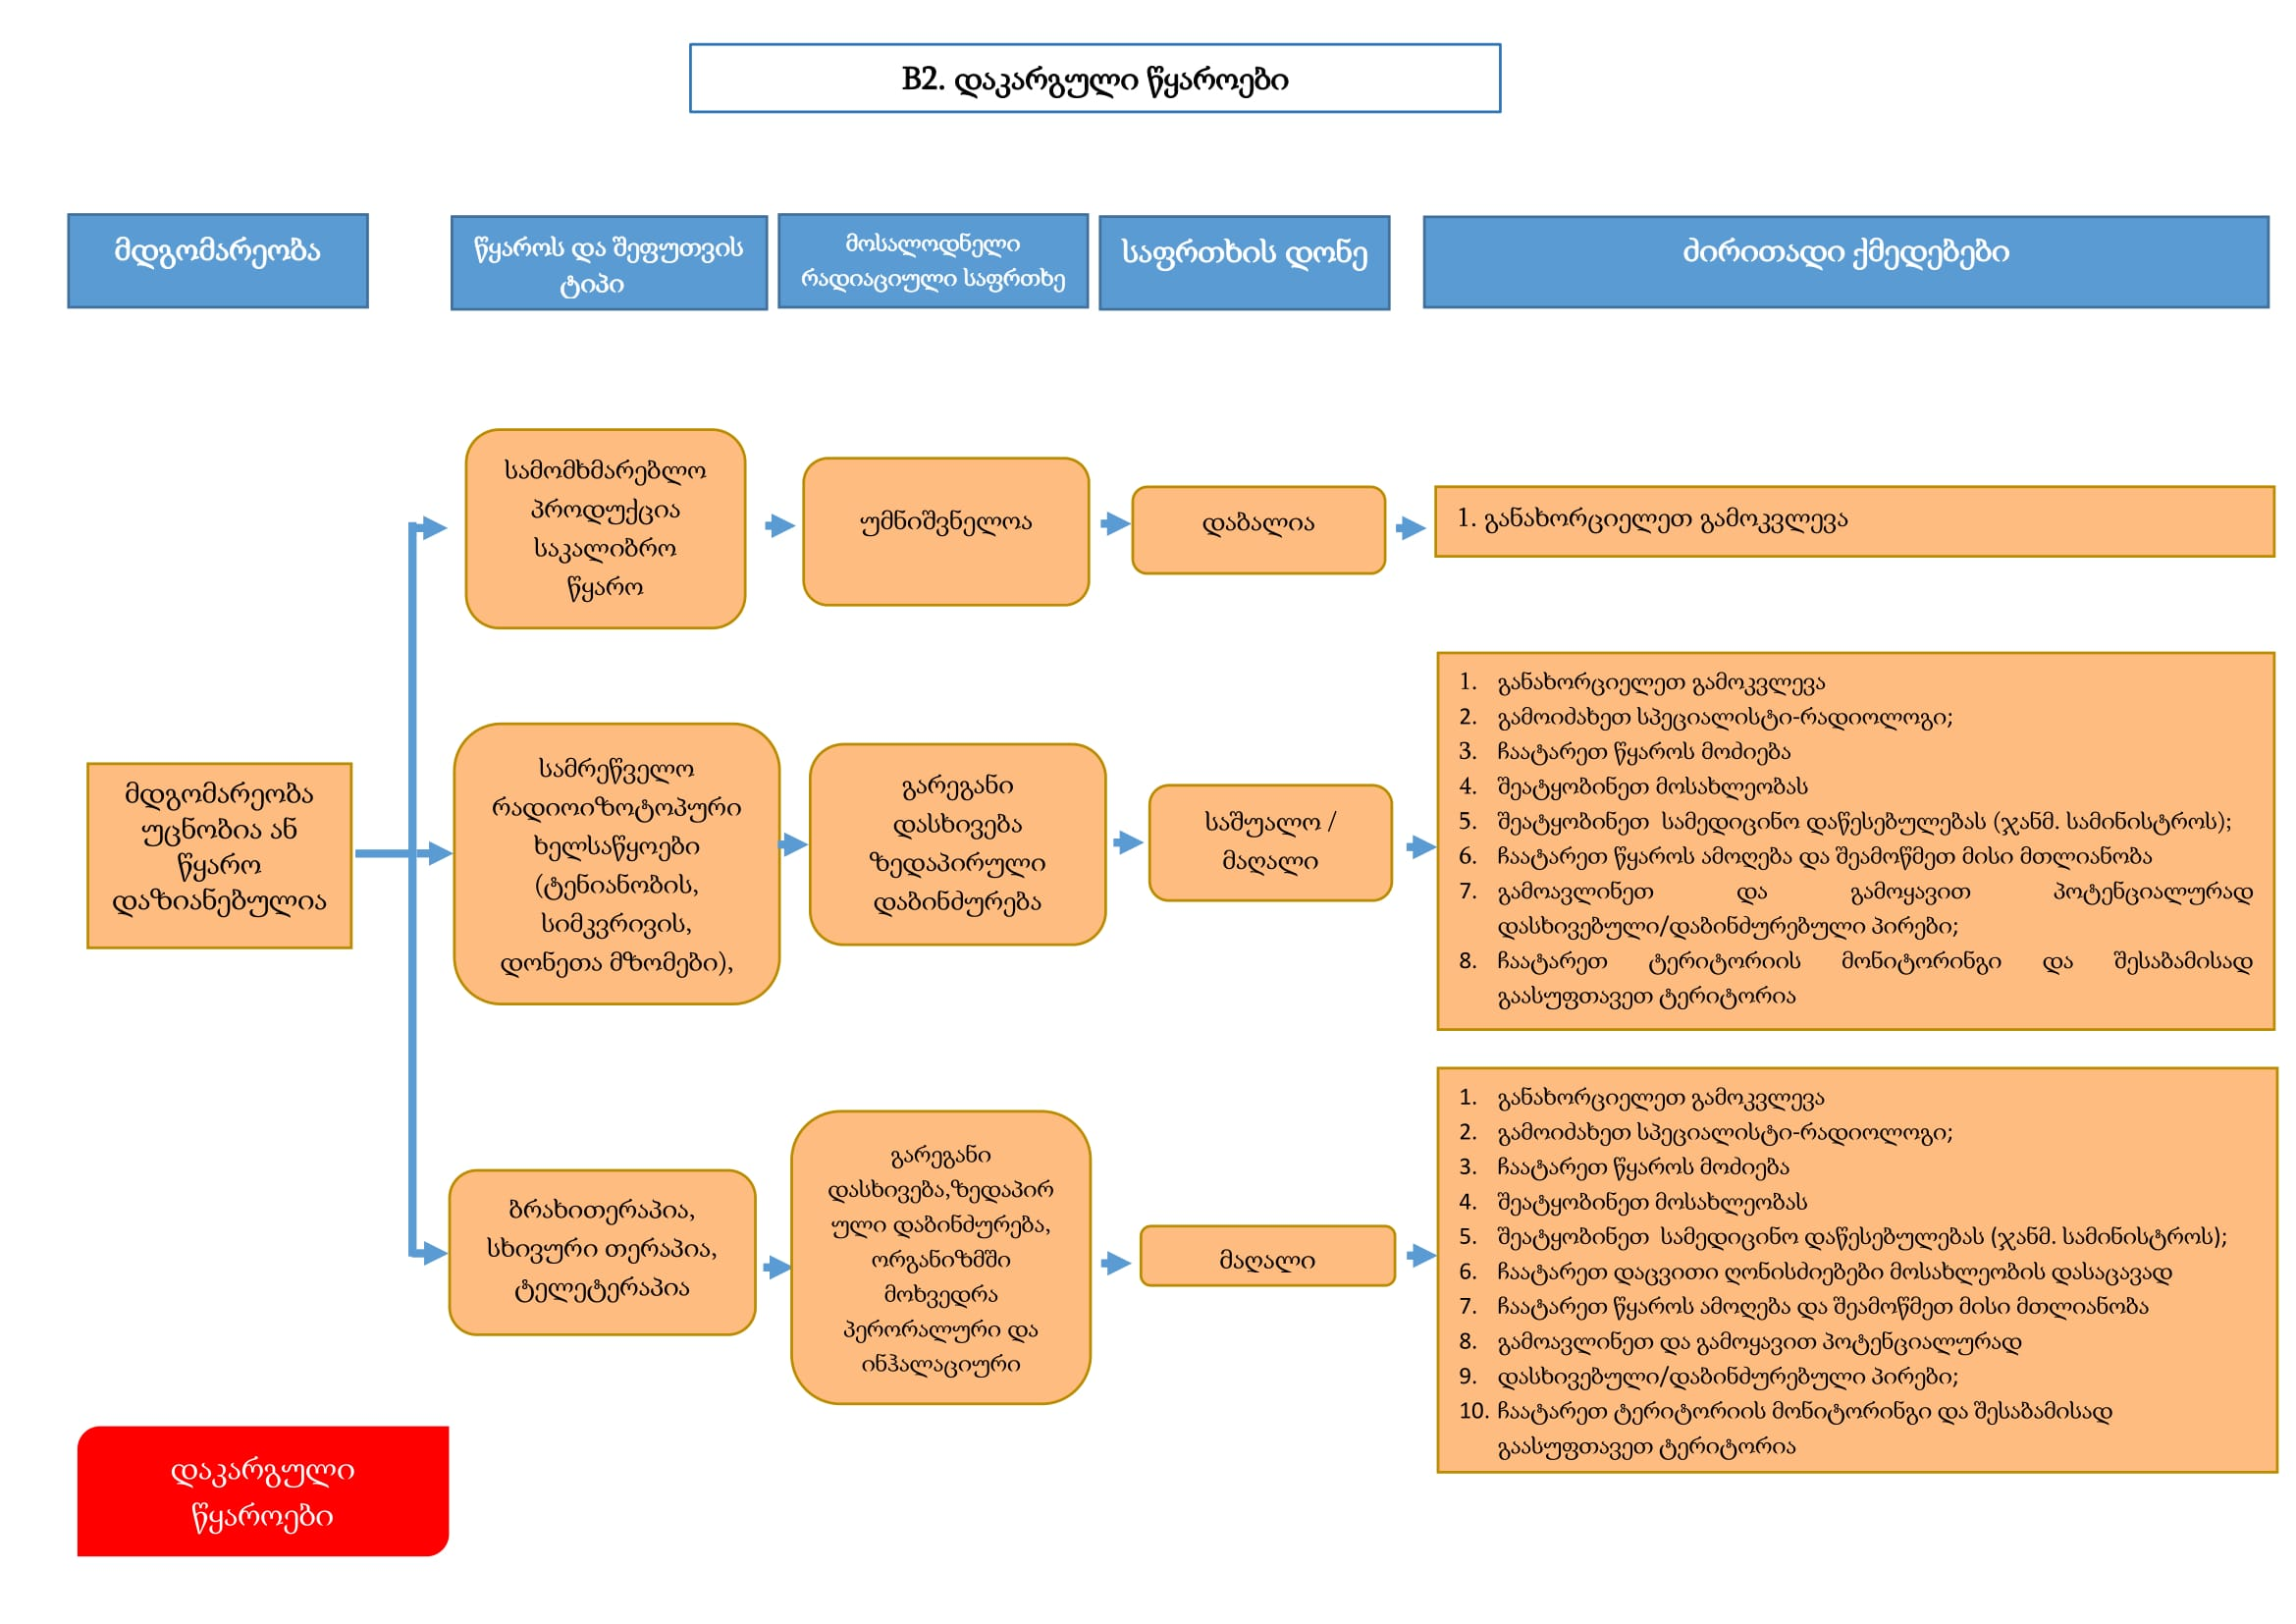 B2. დაკარგული წყაროები
მდგომარეობა
წყაროს და შეფუთვის
ტიპი
მოსალოდნელი
რადიაციული საფრთხე
საფრთხის დონე
ძირითადი ქმედებები
მდგომარეობა
უცნობია ან
წყარო
დაზიანებულია
სამომხმარებლო
პროდუქცია
საკალიბრო
წყარო
უმნიშვნელოა
დაბალია
1. განახორციელეთ გამოკვლევა
სამრეწველო
რადიოიზოტოპური
ხელსაწყოები
(ტენიანობის,
სიმკვრივის,
დონეთა მზომები),
გარეგანი
დასხივება
ზედაპირული
დაბინძურება
საშუალო /
მაღალი
1. განახორციელეთ გამოკვლევა
2. გამოიძახეთ სპეციალისტი-რადიოლოგი;
3. ჩაატარეთ წყაროს მოძიება
4. შეატყობინეთ მოსახლეობას
5. შეატყობინეთ სამედიცინო დაწესებულებას (ჯანმ. სამინისტროს);
6. ჩაატარეთ წყაროს ამოღება და შეამოწმეთ მისი მთლიანობა
7. გამოავლინეთ და გამოყავით პოტენციალურად
დასხივებული/დაბინძურებული პირები;
8. ჩაატარეთ ტერიტორიის მონიტორინგი და შესაბამისად
გაასუფთავეთ ტერიტორია
ბრახითერაპია,
სხივური თერაპია,
ტელეტერაპია
გარეგანი
დასხივება,ზედაპირ
ული დაბინძურება,
ორგანიზმში
მოხვედრა
პერორალური და
ინჰალაციური
მაღალი
1. განახორციელეთ გამოკვლევა
2. გამოიძახეთ სპეციალისტი-რადიოლოგი;
3. ჩაატარეთ წყაროს მოძიება
4. შეატყობინეთ მოსახლეობას
5. შეატყობინეთ სამედიცინო დაწესებულებას (ჯანმ. სამინისტროს);
6. ჩაატარეთ დაცვითი ღონისძიებები მოსახლეობის დასაცავად
7. ჩაატარეთ წყაროს ამოღება და შეამოწმეთ მისი მთლიანობა
8. გამოავლინეთ და გამოყავით პოტენციალურად
9. დასხივებული/დაბინძურებული პირები;
10. ჩაატარეთ ტერიტორიის მონიტორინგი და შესაბამისად
გაასუფთავეთ ტერიტორია
დაკარგული
წყაროები